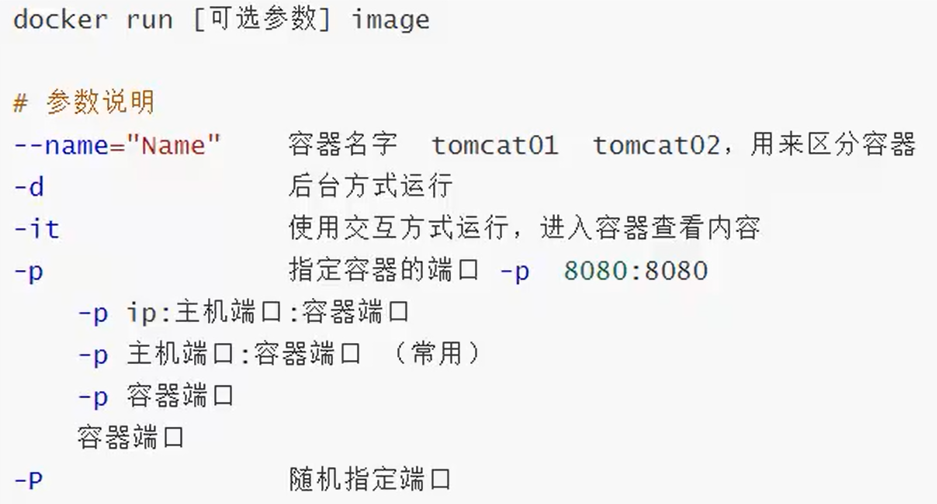 docker run [可选参数] image
# 参数说明
--name="Name" 容器名字 tomcat01 tomcat02，用来区分容器
-d 后台方式运行
-it 使用交互方式运行，进入容器查看内容
-p 指定容器的端口 -p 8080:8080
-p ip:主机端口:容器端口
-p 主机端口:容器端口 （常用）
-p 容器端口
容器端口
-P 随机指定端口